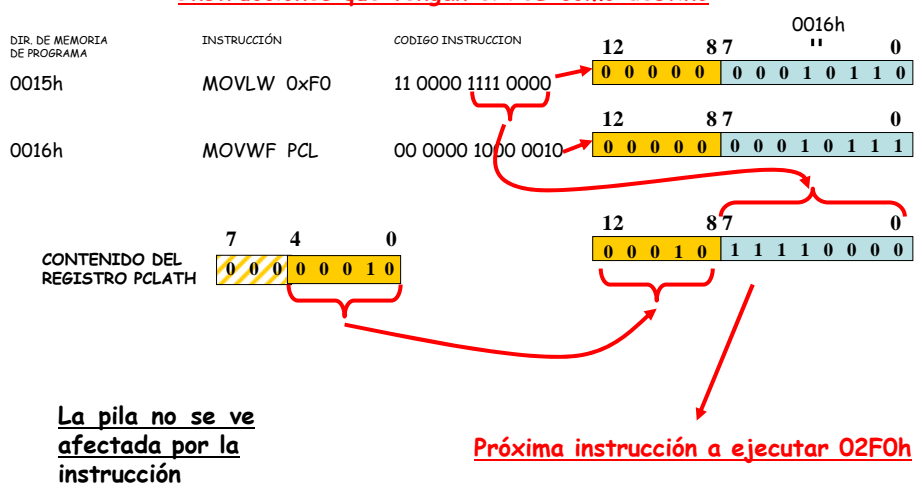 0016h
"
DIR. DE MEMORIA
DE PROGRAMA
INSTRUCCIÓN
CODIGO INSTRUCCION
12 8 7 0
0015h MOVLW 0xF0 11 0000 1111 0000
0 0 0 0 0 0 0 0 1 0 1 1 0
12 8 7 0
0016h MOVWF PCL 00 0000 1000 0010
0 0 0 0 0 0 0 0 1 0 1 1 1
7 4 0
12 8 7 0
CONTENIDO DEL
REGISTRO PCLATH
0 0 0 0 0 0 1 0
0 0 0 1 0 1 1 1 1 0 0 0 0
La pila no se ve
afectada por la
instrucción
Próxima instrucción a ejecutar 02F0h